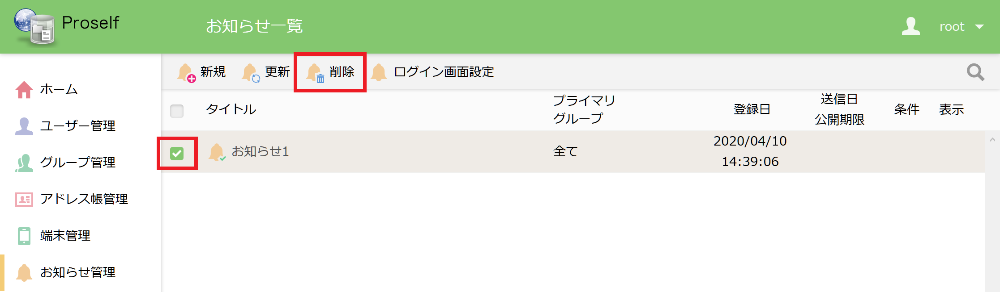 Proself
お知らせ一覧
root
新規
更新
削除
ログイン画面設定
ホーム
ユーザー管理
グループ管理
アドレス帳管理
端末管理
お知らせ管理
タイトル
プライマリ
グループ
登録日
送信日
公開期限
条件
表示
お知らせ1
全て
2020/04/10
14:39:06